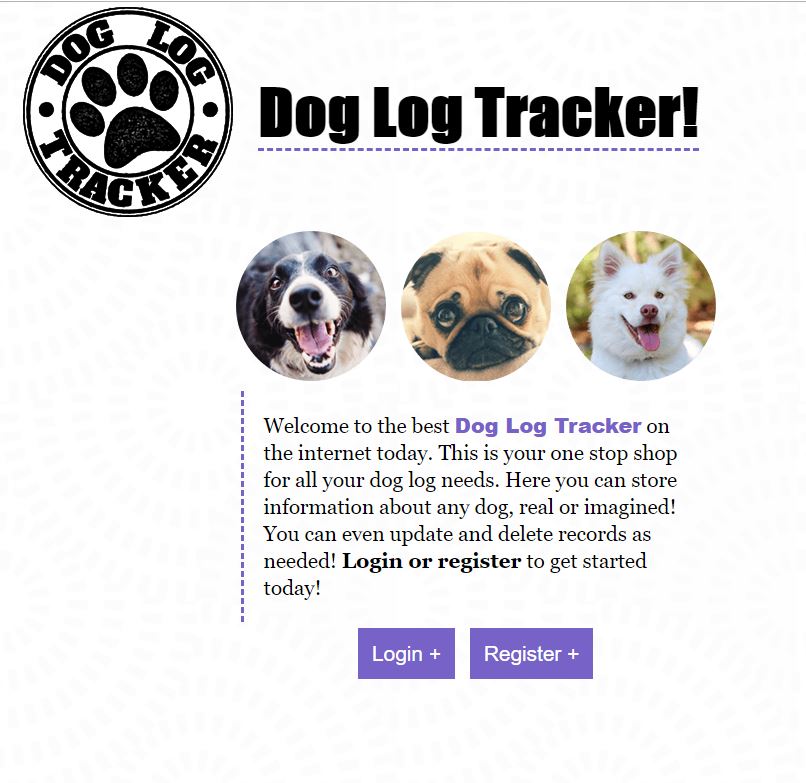 DOG LOG
TRACKER
Dog Log Tracker!
Welcome to the best Dog Log Tracker on
the internet today. This is your one stop shop
for all your dog log needs. Here you can store
information about any dog, real or imagined!
You can even update and delete records as
needed! Login or register to get started
today!
Login +
Register +